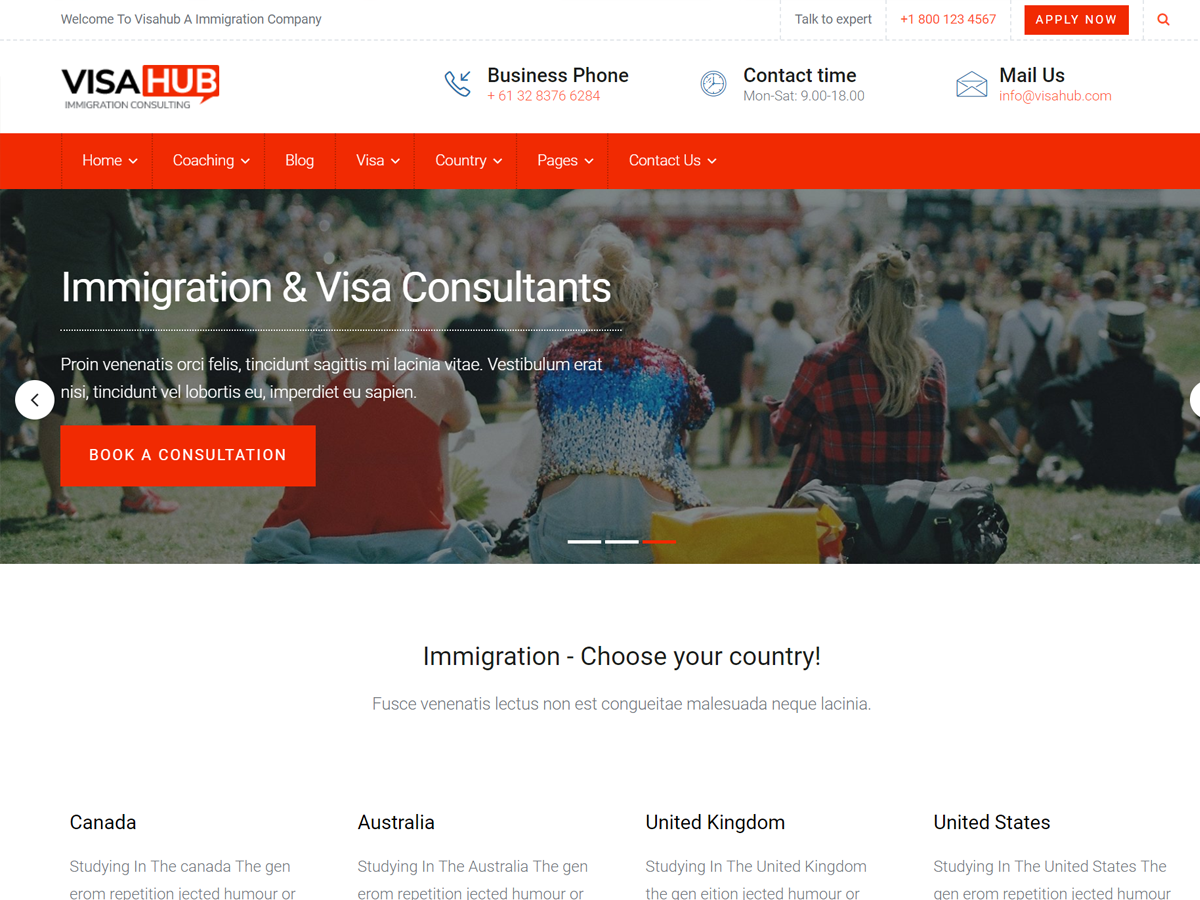 Welcome To Visahub A Immigration Company
Talk to expert
+1 800 123 4567
APPLY NOW
VISAHUB
IMMIGRATION CONSULTING
Business Phone
+ 61 32 8376 6284
Contact time
Mon-Sat: 9.00-18.00
Mail Us
info@visahub.com
Home
Coaching
Blog
Visa
Country
Pages
Contact Us
Immigration & Visa Consultants
Proin venenatis orci felis, tincidunt sagittis mi lacinia vitae. Vestibulum erat
nisi, tincidunt vel lobortis eu, imperdiet eu sapien.
BOOK A CONSULTATION
Immigration - Choose your country!
Fusce venenatis lectus non est congueitae malesuada neque lacinia.
Canada
Studying In The canada The gen
erom repetition jected humour or
Australia
Studying In The Australia The gen
erom repetition jected humour or
United Kingdom
Studying In The United Kingdom
the gen eition jected humour or
United States
Studying In The United States The
gen erom repetition jected humour